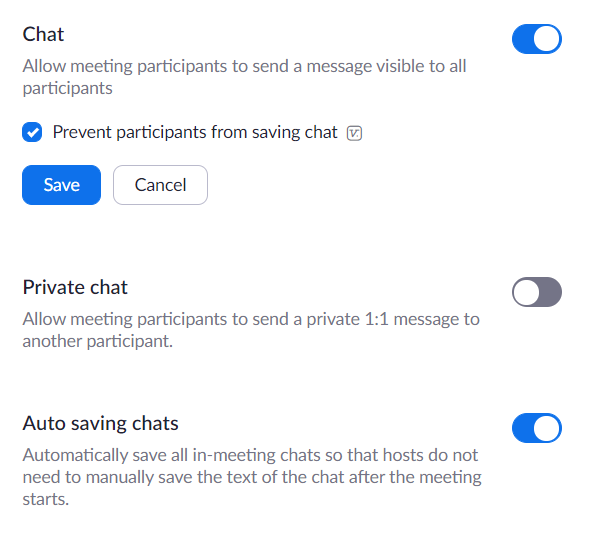 Chat
Allow meeting participants to send a message visible to all
participants
Prevent participants from saving chat
Save Cancel
Private chat
Allow meeting participants to send a private 1:1 message to
another participant.
Auto saving chats
Automatically save all in-meeting chats so that hosts do not
need to manually save the text of the chat after the meeting
starts.